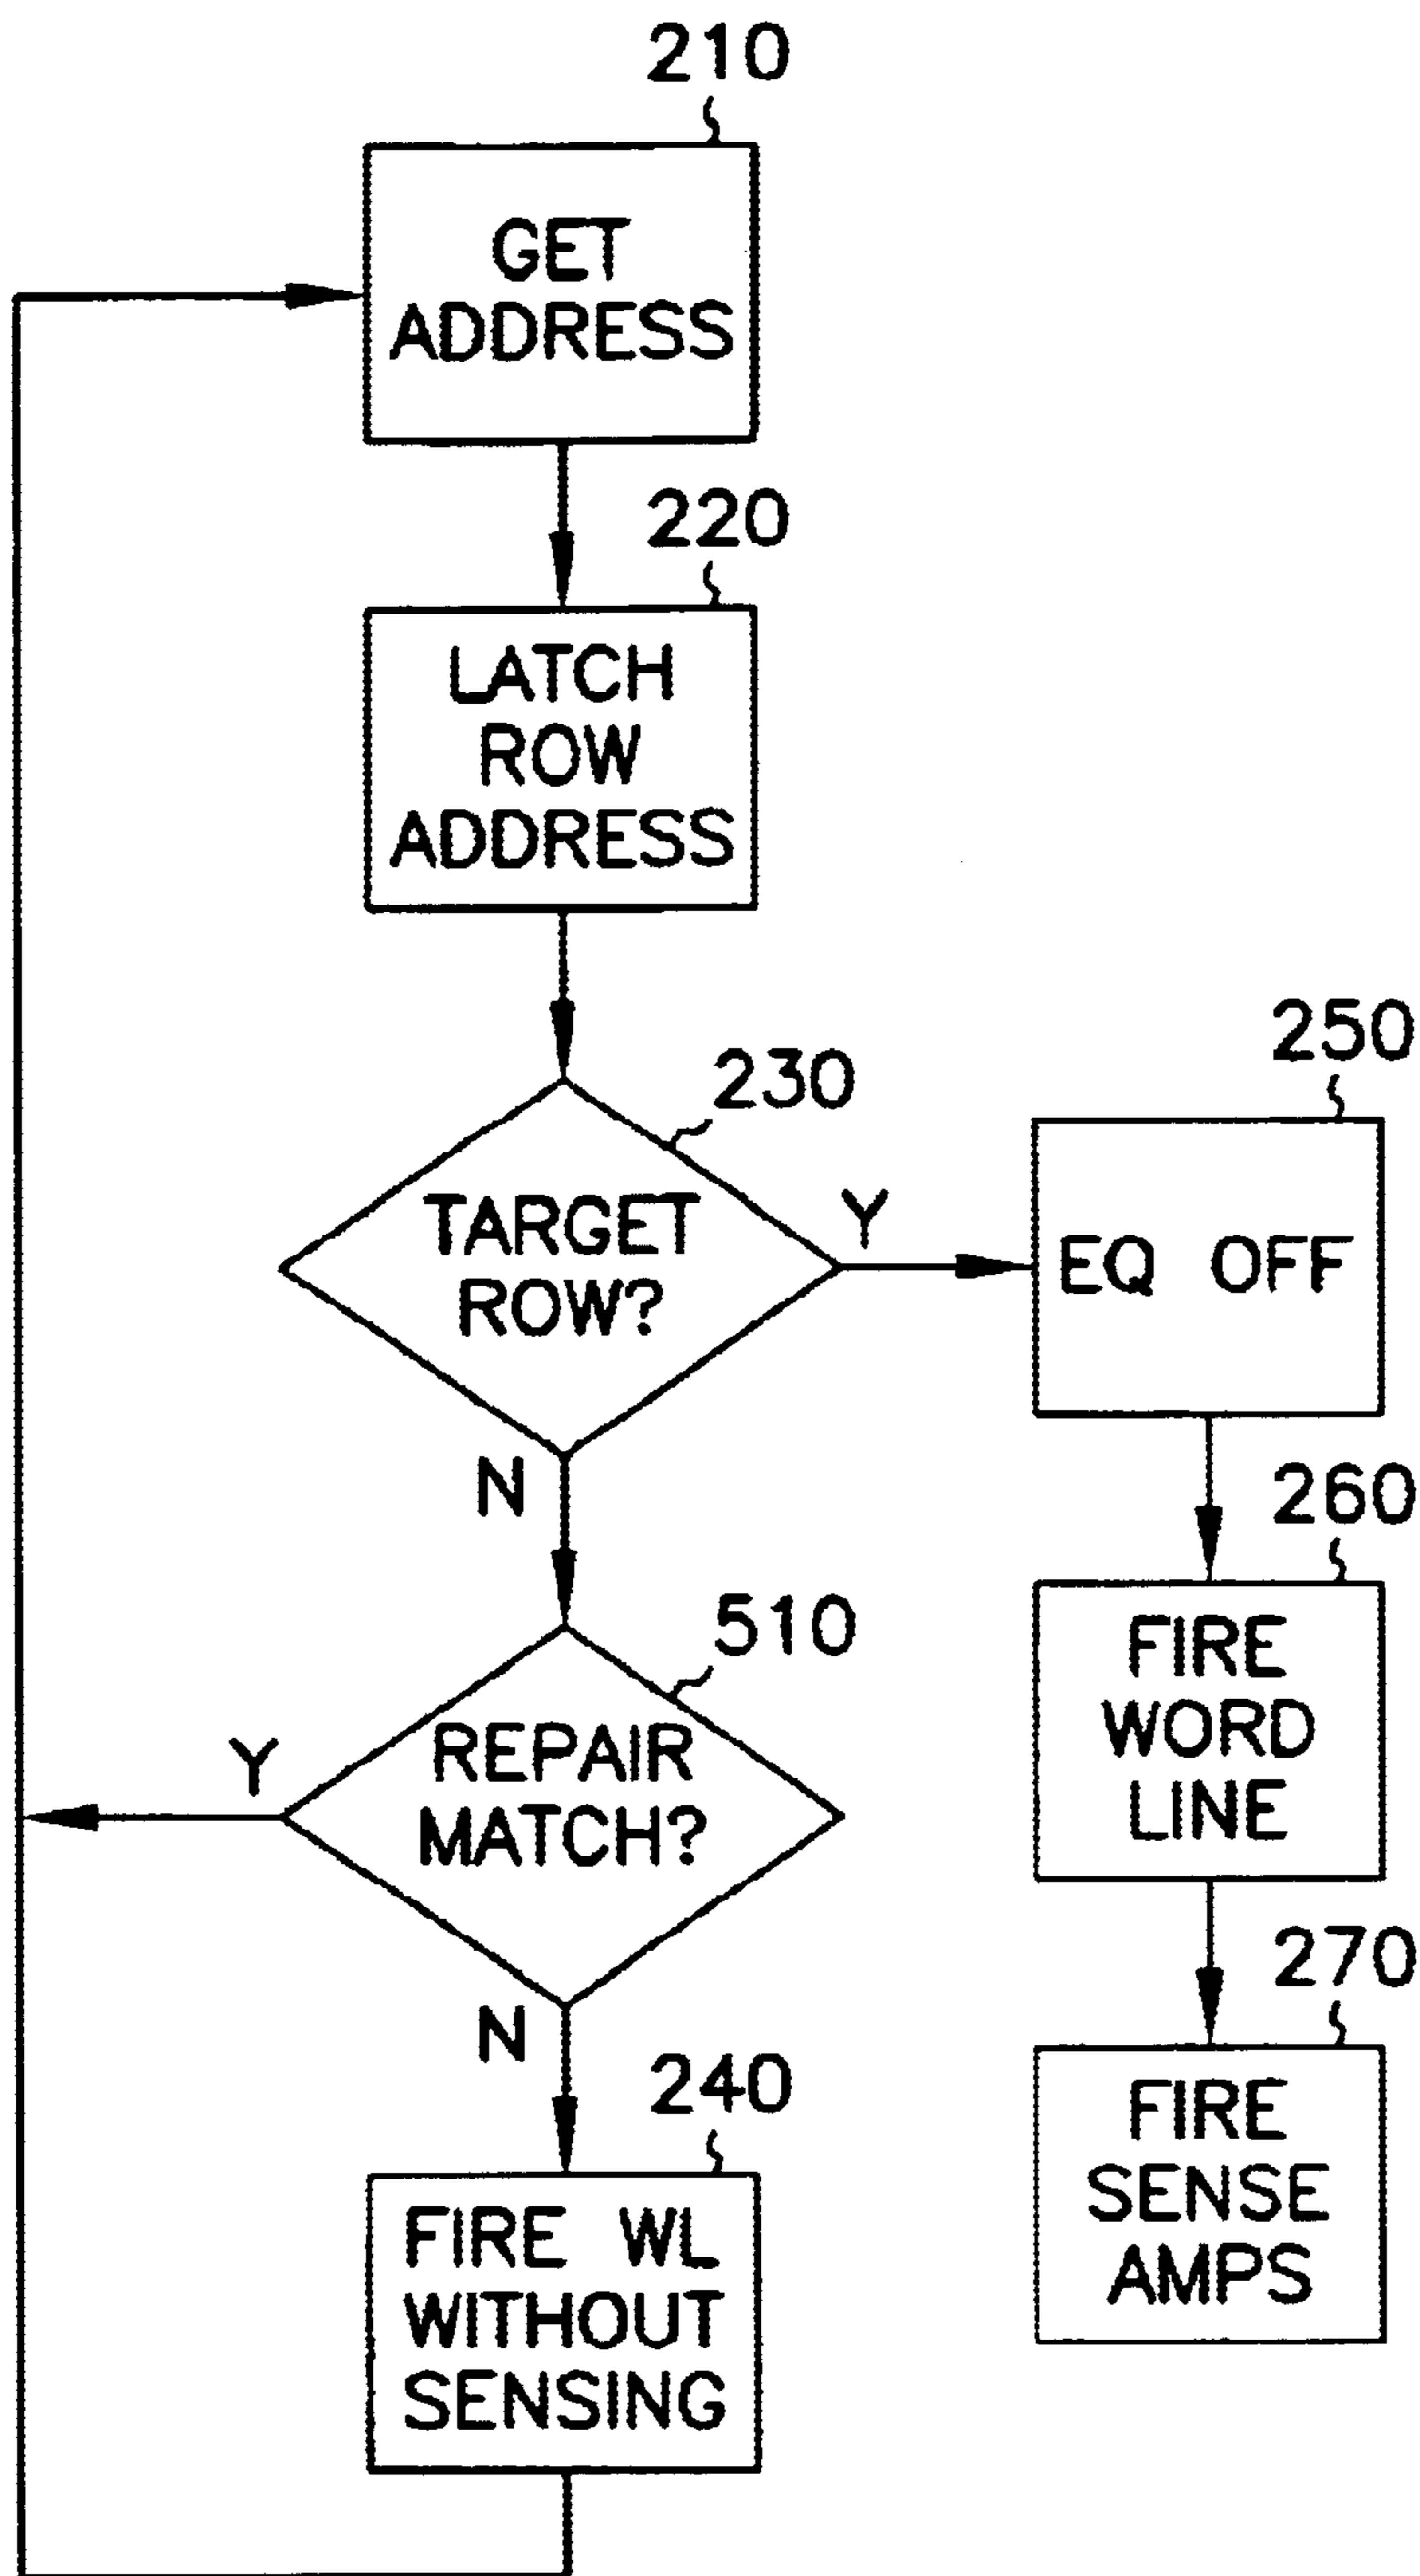 210
GET
ADDRESS
220
LATCH
ROW
ADDRESS
230
TARGET
ROW?
Y
N
250
EQ OFF
260
FIRE
WORD
LINE
270
FIRE
SENSE
AMPS
510
REPAIR
MATCH?
Y
N
240
FIRE WL
WITHOUT
SENSING